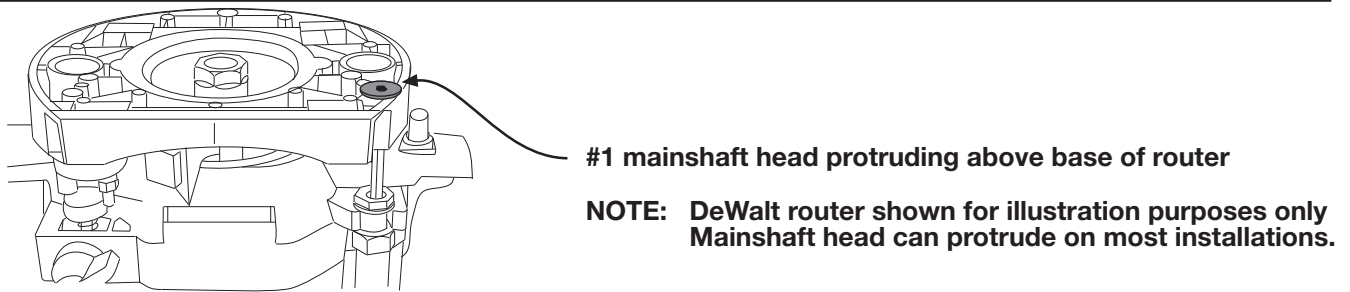 #1 mainshaft head protruding above base of router
NOTE: DeWalt router shown for illustration purposes only
Mainshaft head can protrude on most installations.